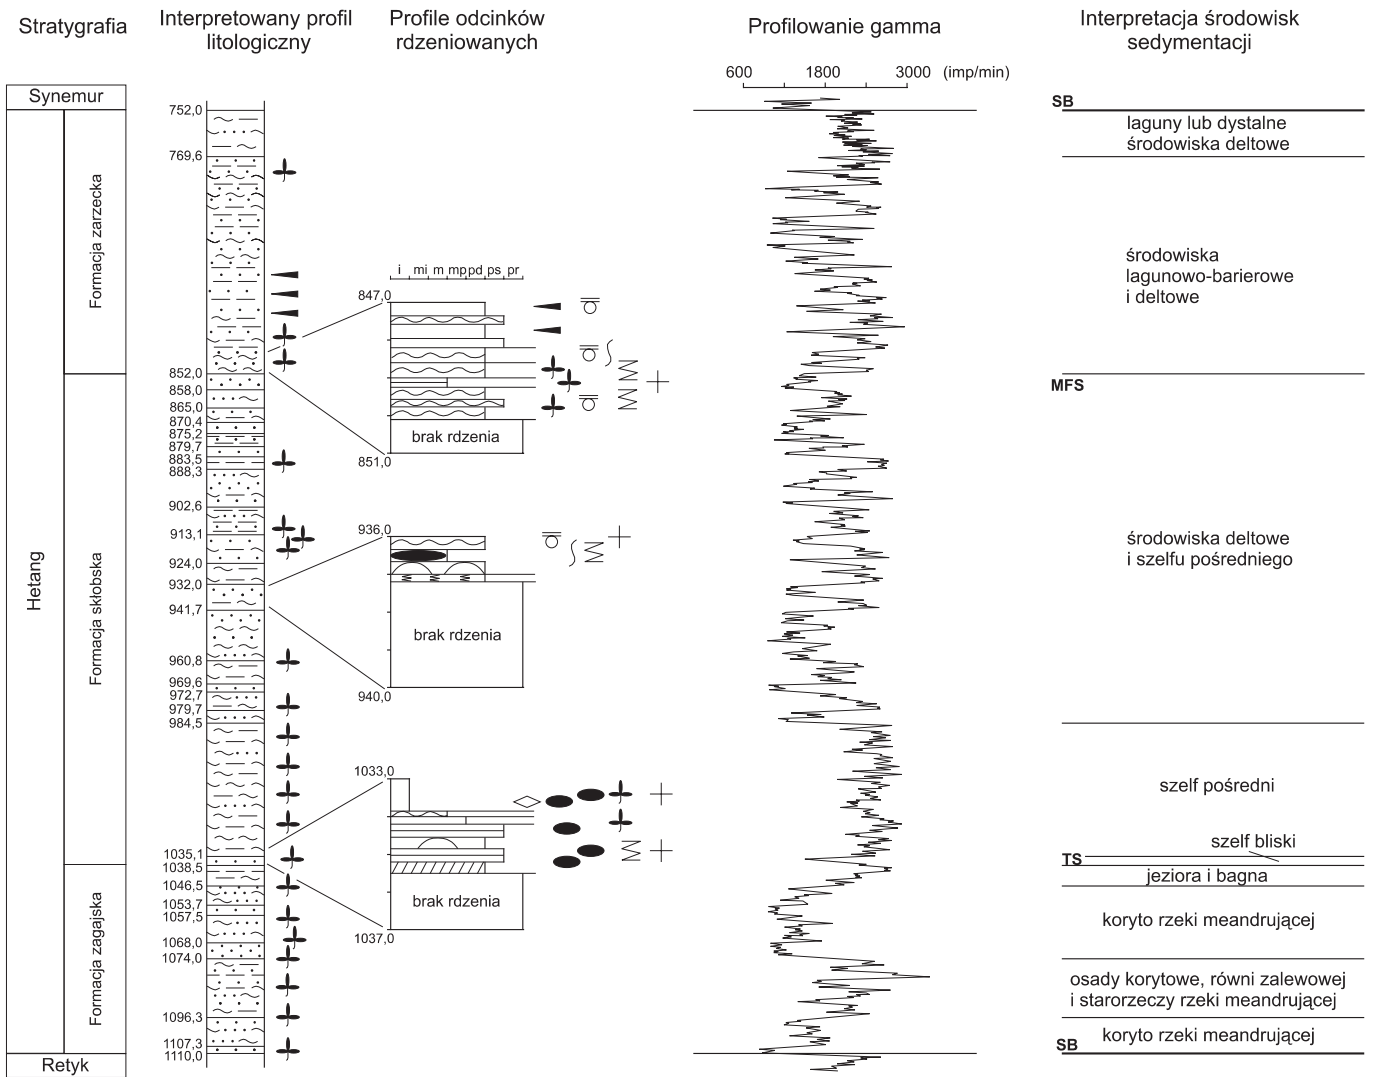 Stratygrafia
Interpretowany profil
litologiczny
Profile odcinków
rdzeniowanych
Profilowanie gamma
Interpretacja środowisk
sedymentacji
600 1800 3000 (imp/min)
Synemur
Hetang
Formacja zarzecka
Formacja skłobska
Formacja zagajska
Retyk
752,0
769,6
852,0
858,0
865,0
870,4
875,2
879,7
883,5
888,3
902,6
913,1
924,0
932,0
941,7
960,8
969,6
972,7
979,7
984,5
1035,1
1038,5
1046,5
1053,7
1057,5
1068,0
1074,0
1096,3
1107,3
1110,0
i mi m mp pd ps pr
847,0
brak rdzenia
851,0
936,0
brak rdzenia
940,0
1033,0
brak rdzenia
1037,0
SB
laguny lub dystalne
środowiska deltowe
środowiska
lagunowo-barierowe
i deltowe
MFS
środowiska deltowe
i szelfu pośredniego
szelf pośredni
szelf bliski
TS
jeziora i bagna
koryto rzeki meandrującej
osady korytowe, równi zalewowej
i starorzeczy rzeki meandrującej
koryto rzeki meandrującej
SB